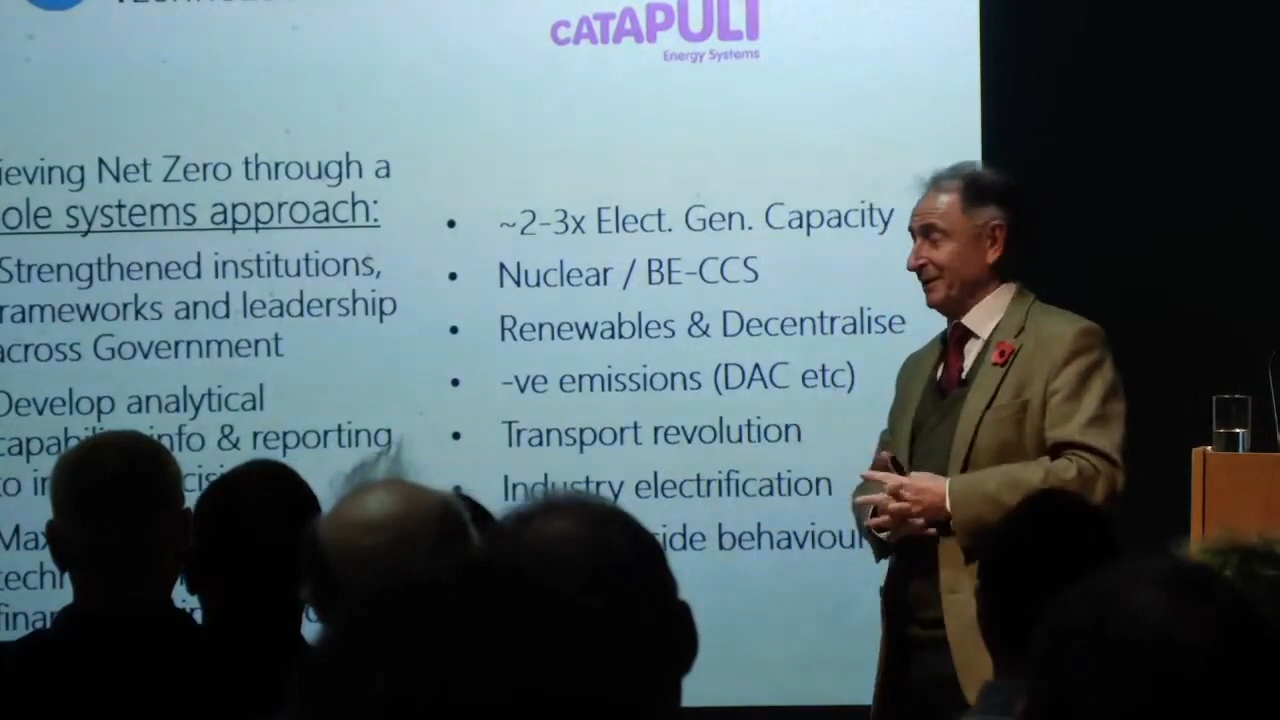 CATAPULT
Energy Systems
ieving Net Zero through a
ole systems approach:
Strengthened institutions,
rameworks and leadership
across Government
Develop analytical
info & reporting
to
• ~2-3x Elect. Gen. Capacity
• Nuclear / BE-CCS
• Renewables & Decentralise
• -ve emissions (DAC etc)
• Transport revolution
• Industry electrification
ide behaviour